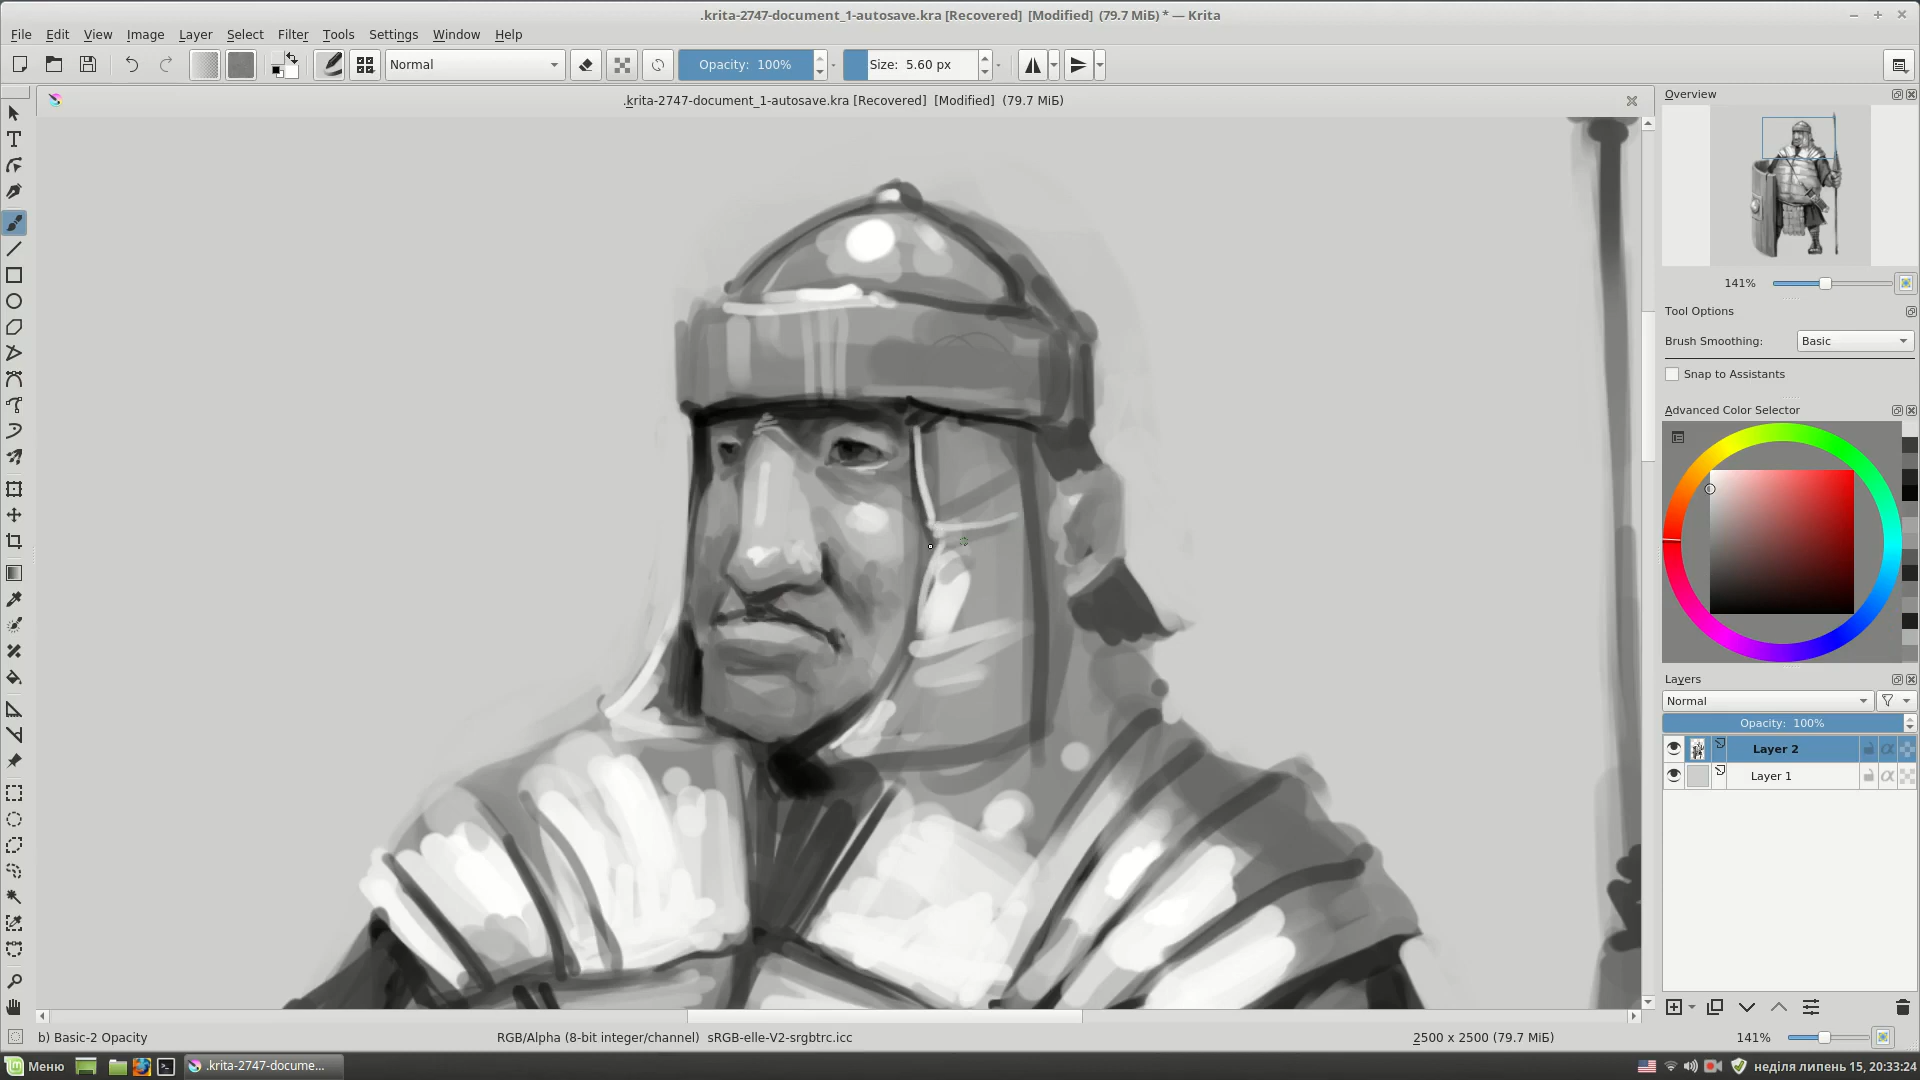 .krita-2747-document_1-autosave.kra [Recovered] [Modified] (79.7 МіБ) * — Krita
File Edit View Image Layer Select Filter Tools Settings Window Help
Normal Opacity: 100% Size: 5.60 px
.krita-2747-document_1-autosave.kra [Recovered] [Modified] (79.7 МіБ)
Overview
141%
Tool Options
Brush Smoothing: Basic
Snap to Assistants
Advanced Color Selector
Layers
Normal
Opacity: 100%
Layer 2
Layer 1
b) Basic-2 Opacity RGB/Alpha (8-bit integer/channel) sRGB-elle-V2-srgbtrc.icc 2500 x 2500 (79.7 МіБ) 141%
Меню .krita-2747-docume... неділя липень 15, 20:33:24